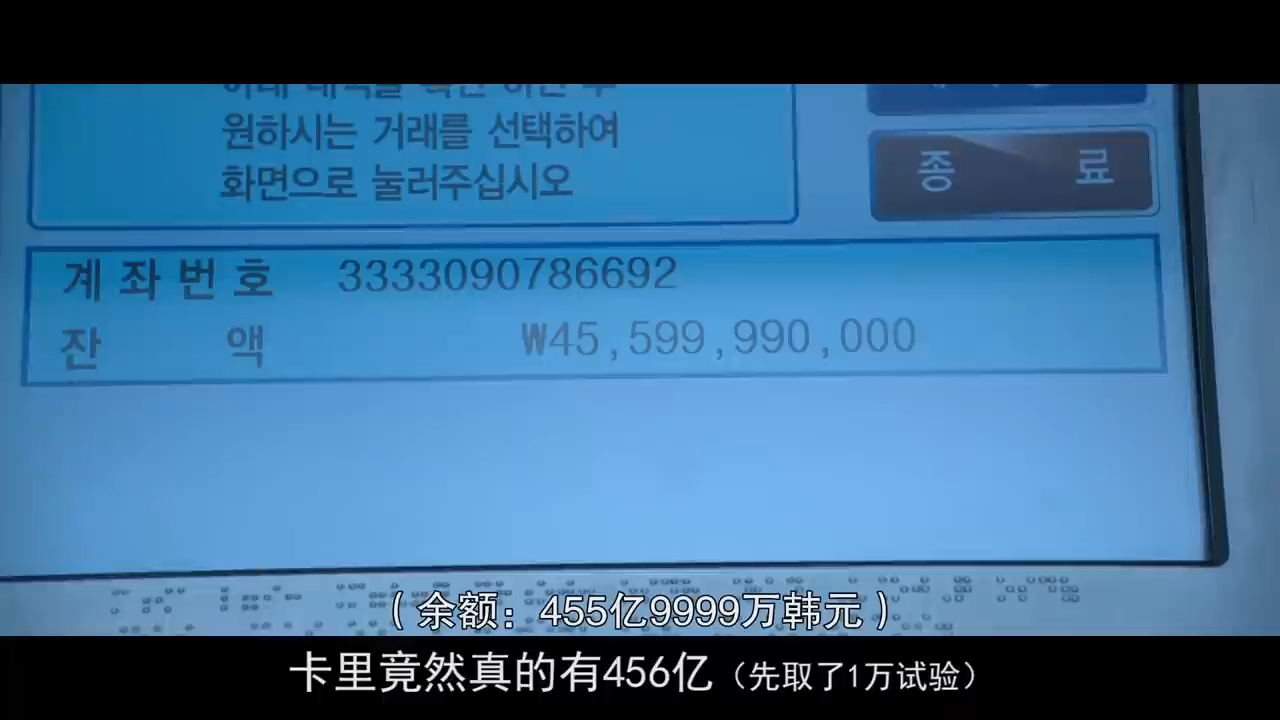 원하시는 거래를 선택하여
화면으로 눌러주십시오
종 료
계 좌 번 호 3333090786692
잔 액 ₩45,599,990,000
（余额：455亿9999万韩元）
卡里竟然真的有456亿（先取了1万试验）